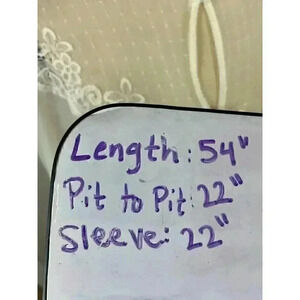 Length: 54"
Pit to Pit: 22"
Sleeve: 22"